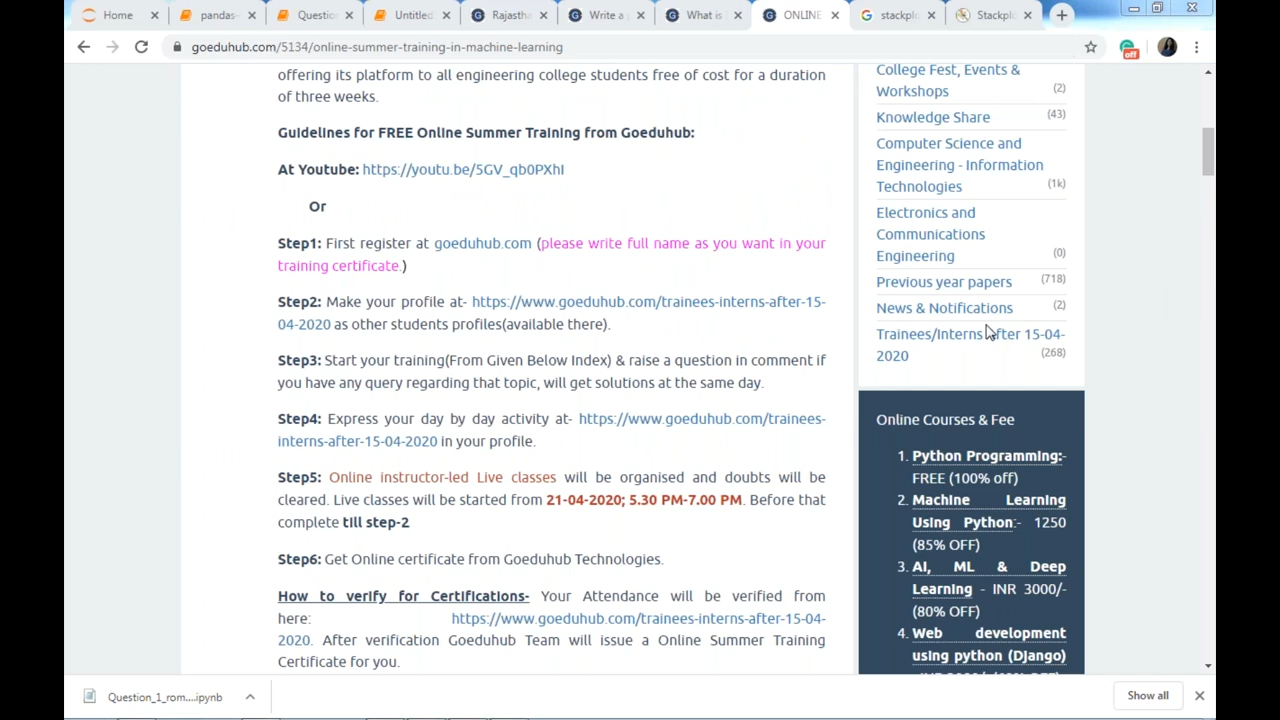 Home
pandas-
Question
Untitled
Rajastha
Write a p
What is
ONLINE
stackplo
Stackplo
goeduhub.com/5134/online-summer-training-in-machine-learning
off
offering its platform to all engineering college students free of cost for a duration
of three weeks.
Guidelines for FREE Online Summer Training from Goeduhub:
At Youtube: https://youtu.be/5GV_qb0PXhI
Or
Step1: First register at goeduhub.com (please write full name as you want in your
training certificate.)
Step2: Make your profile at- https://www.goeduhub.com/trainees-interns-after-15-
04-2020 as other students profiles(available there).
Step3: Start your training(From Given Below Index) & raise a question in comment if
you have any query regarding that topic, will get solutions at the same day.
Step4: Express your day by day activity at- https://www.goeduhub.com/trainees-
interns-after-15-04-2020 in your profile.
Step5: Online instructor-led Live classes will be organised and doubts will be
cleared. Live classes will be started from 21-04-2020; 5.30 PM-7.00 PM. Before that
complete till step-2
Step6: Get Online certificate from Goeduhub Technologies.
How to verify for Certifications- Your Attendance will be verified from
here: https://www.goeduhub.com/trainees-interns-after-15-04-
2020. After verification Goeduhub Team will issue a Online Summer Training
Certificate for you.
College Fest, Events &
Workshops (2)
Knowledge Share (43)
Computer Science and
Engineering - Information
Technologies (1k)
Electronics and
Communications
Engineering (0)
Previous year papers (718)
News & Notifications (2)
Trainees/Interns after 15-04-
2020 (268)
Online Courses & Fee
1. Python Programming:-
FREE (100% off)
2. Machine Learning
Using Python:- 1250
(85% OFF)
3. AI, ML & Deep
Learning - INR 3000/-
(80% OFF)
4. Web development
using python (Django)
Question_1_rom....ipynb
Show all